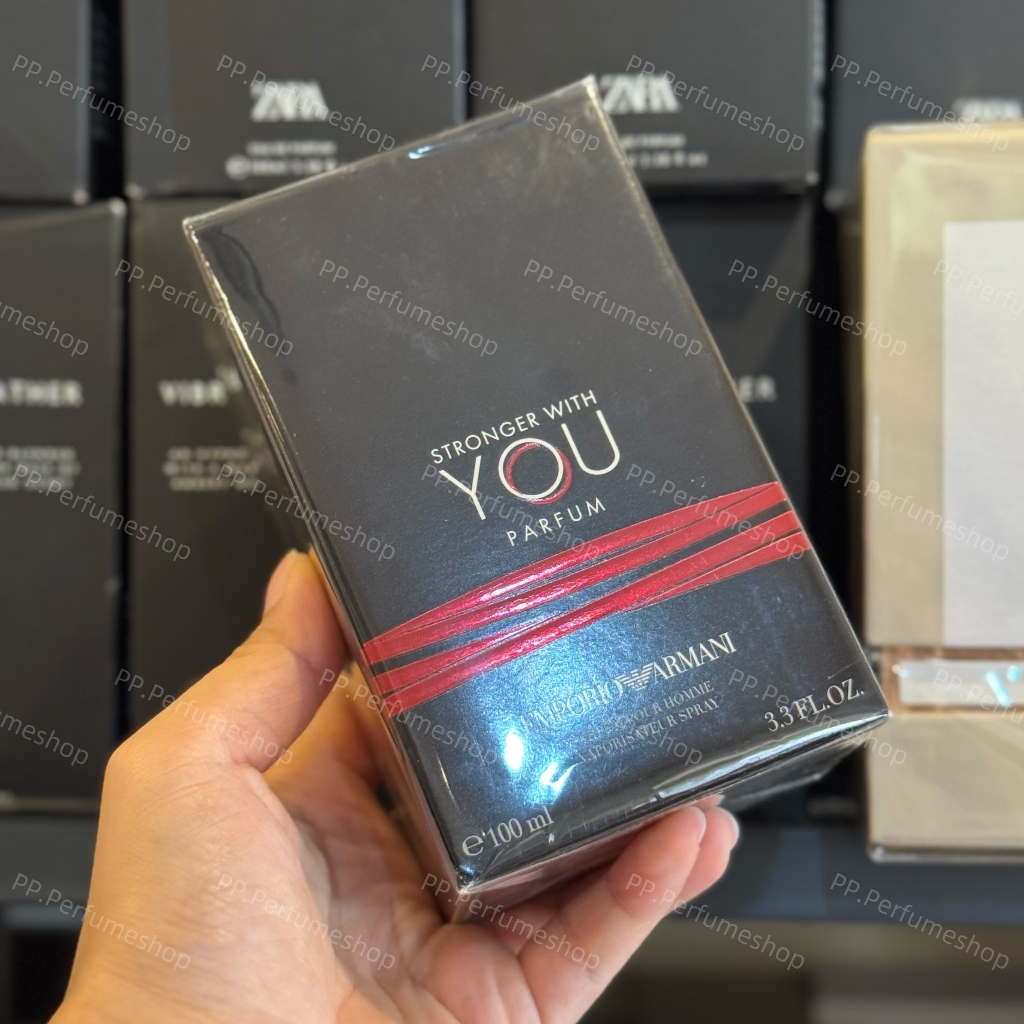 ZARA
ZARA
STRONGER WITH
YOU
PARFUM
EMPORIO ARMANI
POUR HOMME
VAPORISATEUR SPRAY
3.3 FL.OZ.
e 100 ml
PP.Perfumeshop